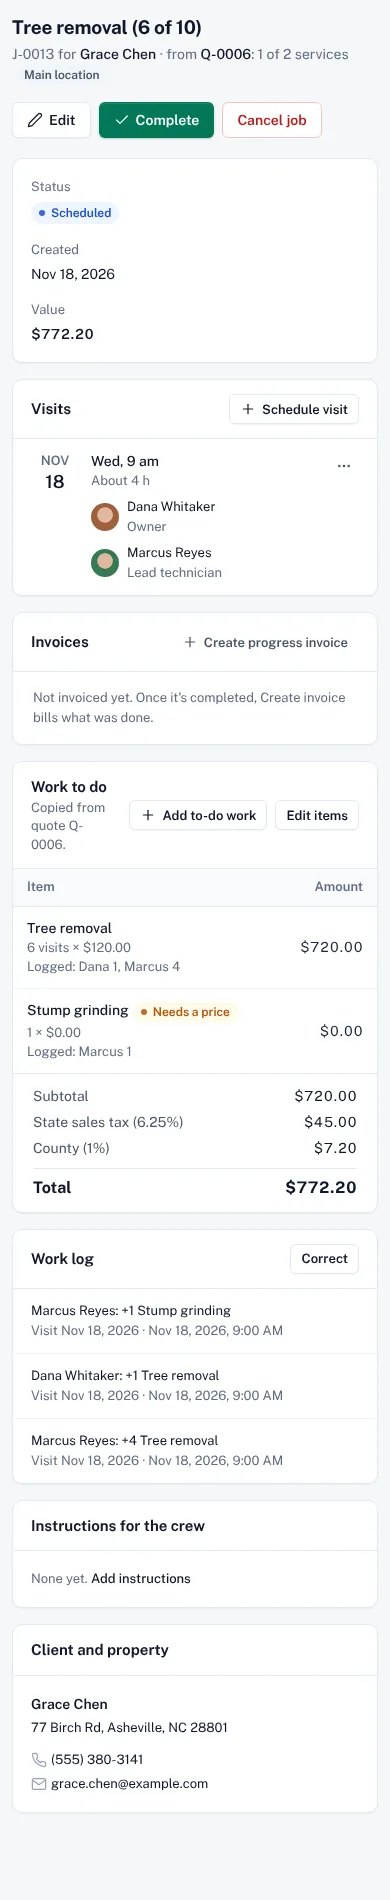 Tree removal (6 of 10)
J-0013 for Grace Chen · from Q-0006: 1 of 2 services
Main location
Edit
Complete
Cancel job
Status
Scheduled
Created
Nov 18, 2026
Value
$772.20
Visits
Schedule visit
NOV
18
Wed, 9 am
About 4 h
Dana Whitaker
Owner
Marcus Reyes
Lead technician
Invoices
Create progress invoice
Not invoiced yet. Once it's completed, Create invoice
bills what was done.
Work to do
Copied from
quote Q-
0006.
Add to-do work
Edit items
Item Amount
Tree removal
6 visits × $120.00
Logged: Dana 1, Marcus 4
$720.00
Stump grinding Needs a price
1 × $0.00
Logged: Marcus 1
$0.00
Subtotal $720.00
State sales tax (6.25%) $45.00
County (1%) $7.20
Total $772.20
Work log
Correct
Marcus Reyes: +1 Stump grinding
Visit Nov 18, 2026 · Nov 18, 2026, 9:00 AM
Dana Whitaker: +1 Tree removal
Visit Nov 18, 2026 · Nov 18, 2026, 9:00 AM
Marcus Reyes: +4 Tree removal
Visit Nov 18, 2026 · Nov 18, 2026, 9:00 AM
Instructions for the crew
None yet. Add instructions
Client and property
Grace Chen
77 Birch Rd, Asheville, NC 28801
(555) 380-3141
grace.chen@example.com